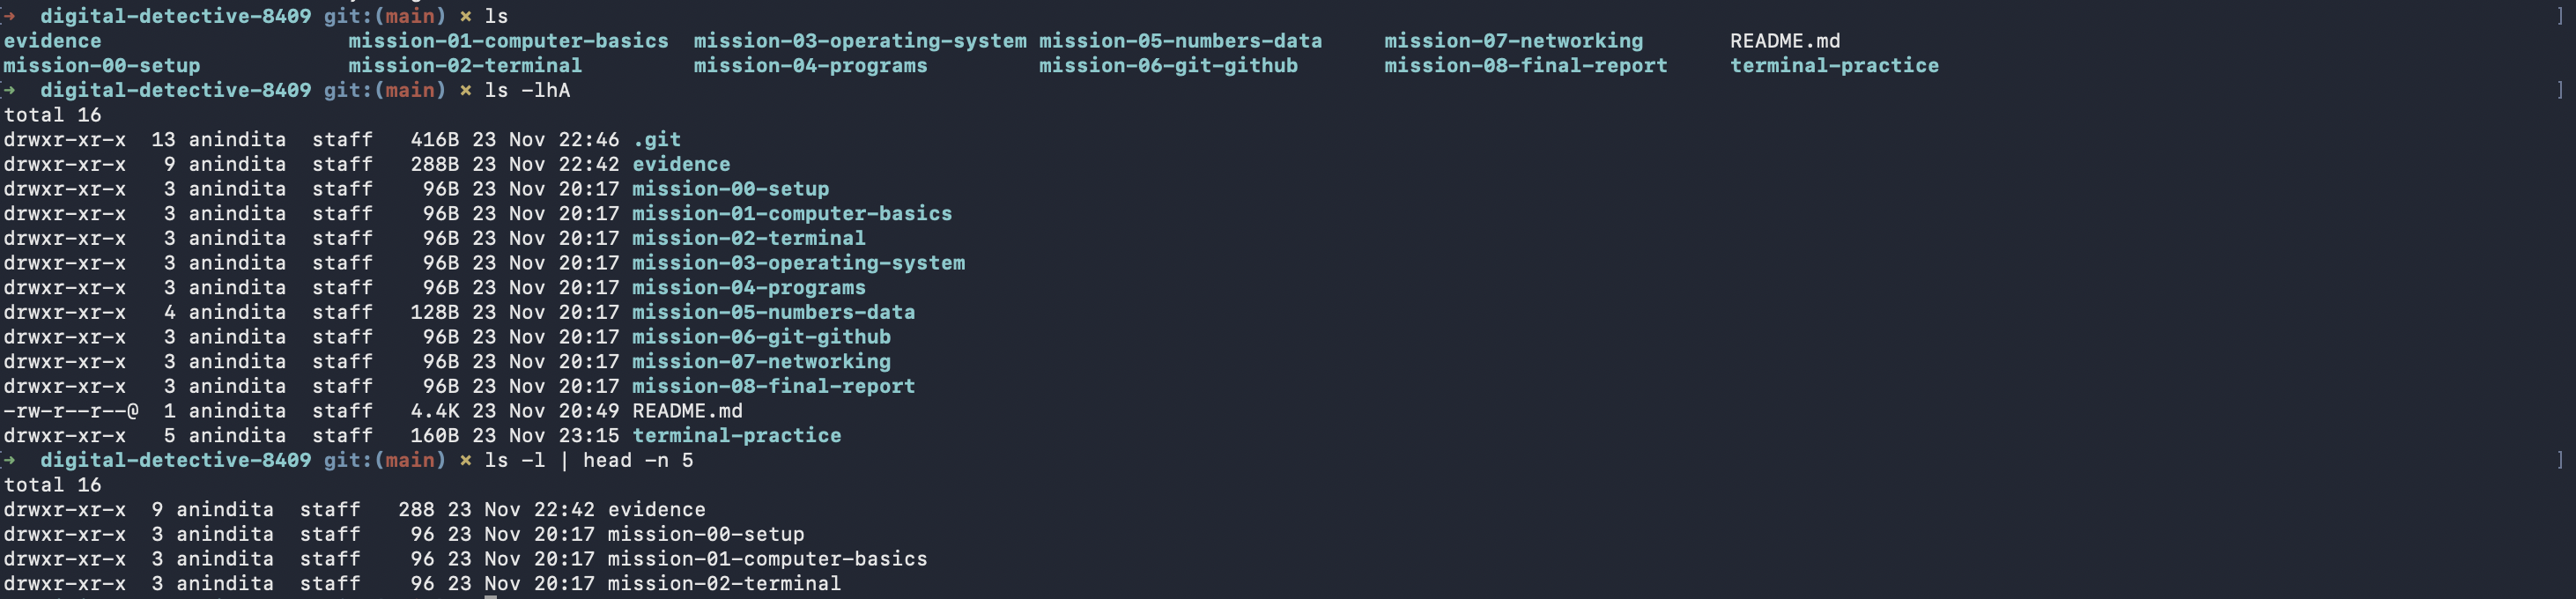 ➜ digital-detective-8409 git:(main) ✗ ls
evidence mission-01-computer-basics mission-03-operating-system mission-05-numbers-data mission-07-networking README.md
mission-00-setup mission-02-terminal mission-04-programs mission-06-git-github mission-08-final-report terminal-practice
[➜ digital-detective-8409 git:(main) ✗ ls -lhA ]
total 16
drwxr-xr-x 13 anindita staff 416B 23 Nov 22:46 .git
drwxr-xr-x 9 anindita staff 288B 23 Nov 22:42 evidence
drwxr-xr-x 3 anindita staff 96B 23 Nov 20:17 mission-00-setup
drwxr-xr-x 3 anindita staff 96B 23 Nov 20:17 mission-01-computer-basics
drwxr-xr-x 3 anindita staff 96B 23 Nov 20:17 mission-02-terminal
drwxr-xr-x 3 anindita staff 96B 23 Nov 20:17 mission-03-operating-system
drwxr-xr-x 3 anindita staff 96B 23 Nov 20:17 mission-04-programs
drwxr-xr-x 4 anindita staff 128B 23 Nov 20:17 mission-05-numbers-data
drwxr-xr-x 3 anindita staff 96B 23 Nov 20:17 mission-06-git-github
drwxr-xr-x 3 anindita staff 96B 23 Nov 20:17 mission-07-networking
drwxr-xr-x 3 anindita staff 96B 23 Nov 20:17 mission-08-final-report
-rw-r--r--@ 1 anindita staff 4.4K 23 Nov 20:49 README.md
drwxr-xr-x 5 anindita staff 160B 23 Nov 23:15 terminal-practice
[➜ digital-detective-8409 git:(main) ✗ ls -l | head -n 5 ]
total 16
drwxr-xr-x 9 anindita staff 288 23 Nov 22:42 evidence
drwxr-xr-x 3 anindita staff 96 23 Nov 20:17 mission-00-setup
drwxr-xr-x 3 anindita staff 96 23 Nov 20:17 mission-01-computer-basics
drwxr-xr-x 3 anindita staff 96 23 Nov 20:17 mission-02-terminal